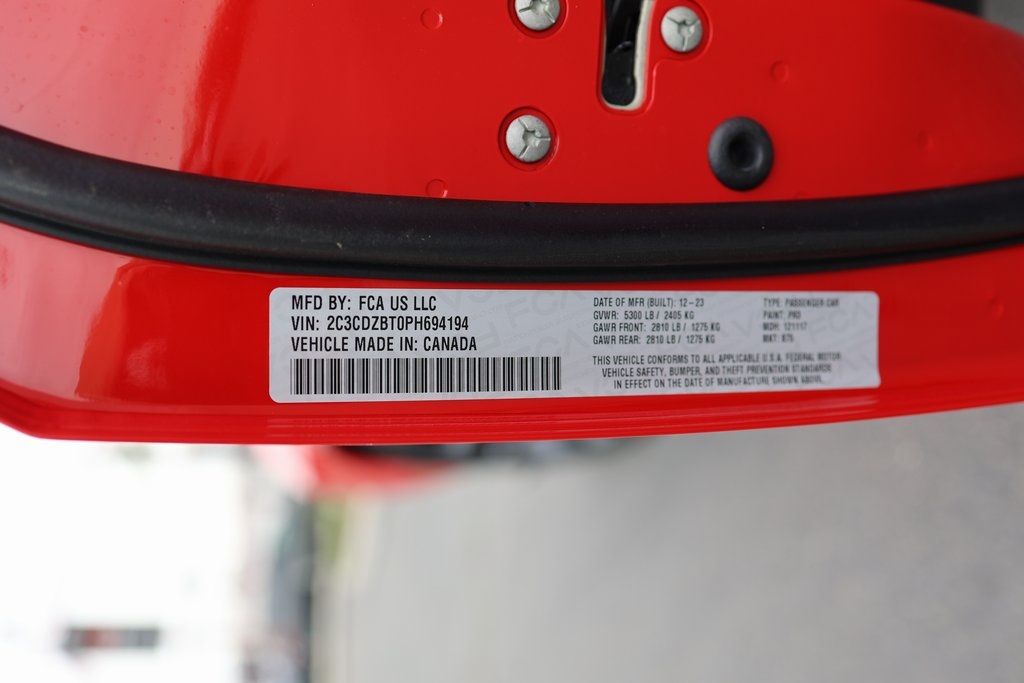 MFD BY: FCA US LLC
VIN: 2C3CDZBT0PH694194
VEHICLE MADE IN: CANADA
DATE OF MFR (BUILT): 12-23
GVWR: 5300 LB / 2405 KG
GAWR FRONT: 2810 LB / 1275 KG
GAWR REAR: 2810 LB / 1275 KG
TYPE: PASSENGER CAR
PAINT: PR3
MDH: 121117
MKT:
THIS VEHICLE CONFORMS TO ALL APPLICABLE U.S.A. FEDERAL MOTOR
VEHICLE SAFETY, BUMPER, AND THEFT PREVENTION STANDARDS
IN EFFECT ON THE DATE OF MANUFACTURE SHOWN ABOVE.